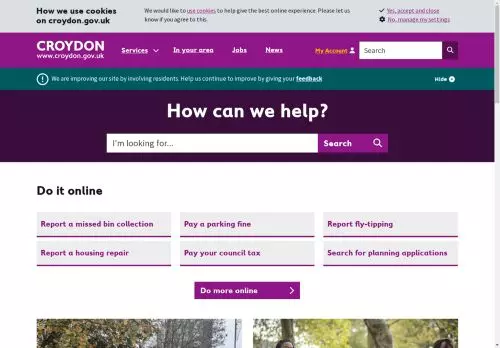 How we use cookies
on croydon.gov.uk
We would like to use cookies to help give the best online experience. Please let
us know if you agree to this.
Yes, accept and close
No, manage my settings
CROYDON
www.croydon.gov.uk
Services
In your area
Jobs
News
My Account
Search
We are improving our site by involving residents. Help us continue to improve by giving your feedback
Hide
How can we help?
I'm looking for...
Search
Do it online
Report a missed bin collection
Pay a parking fine
Report fly-tipping
Report a housing repair
Pay your council tax
Search for planning applications
Do more online